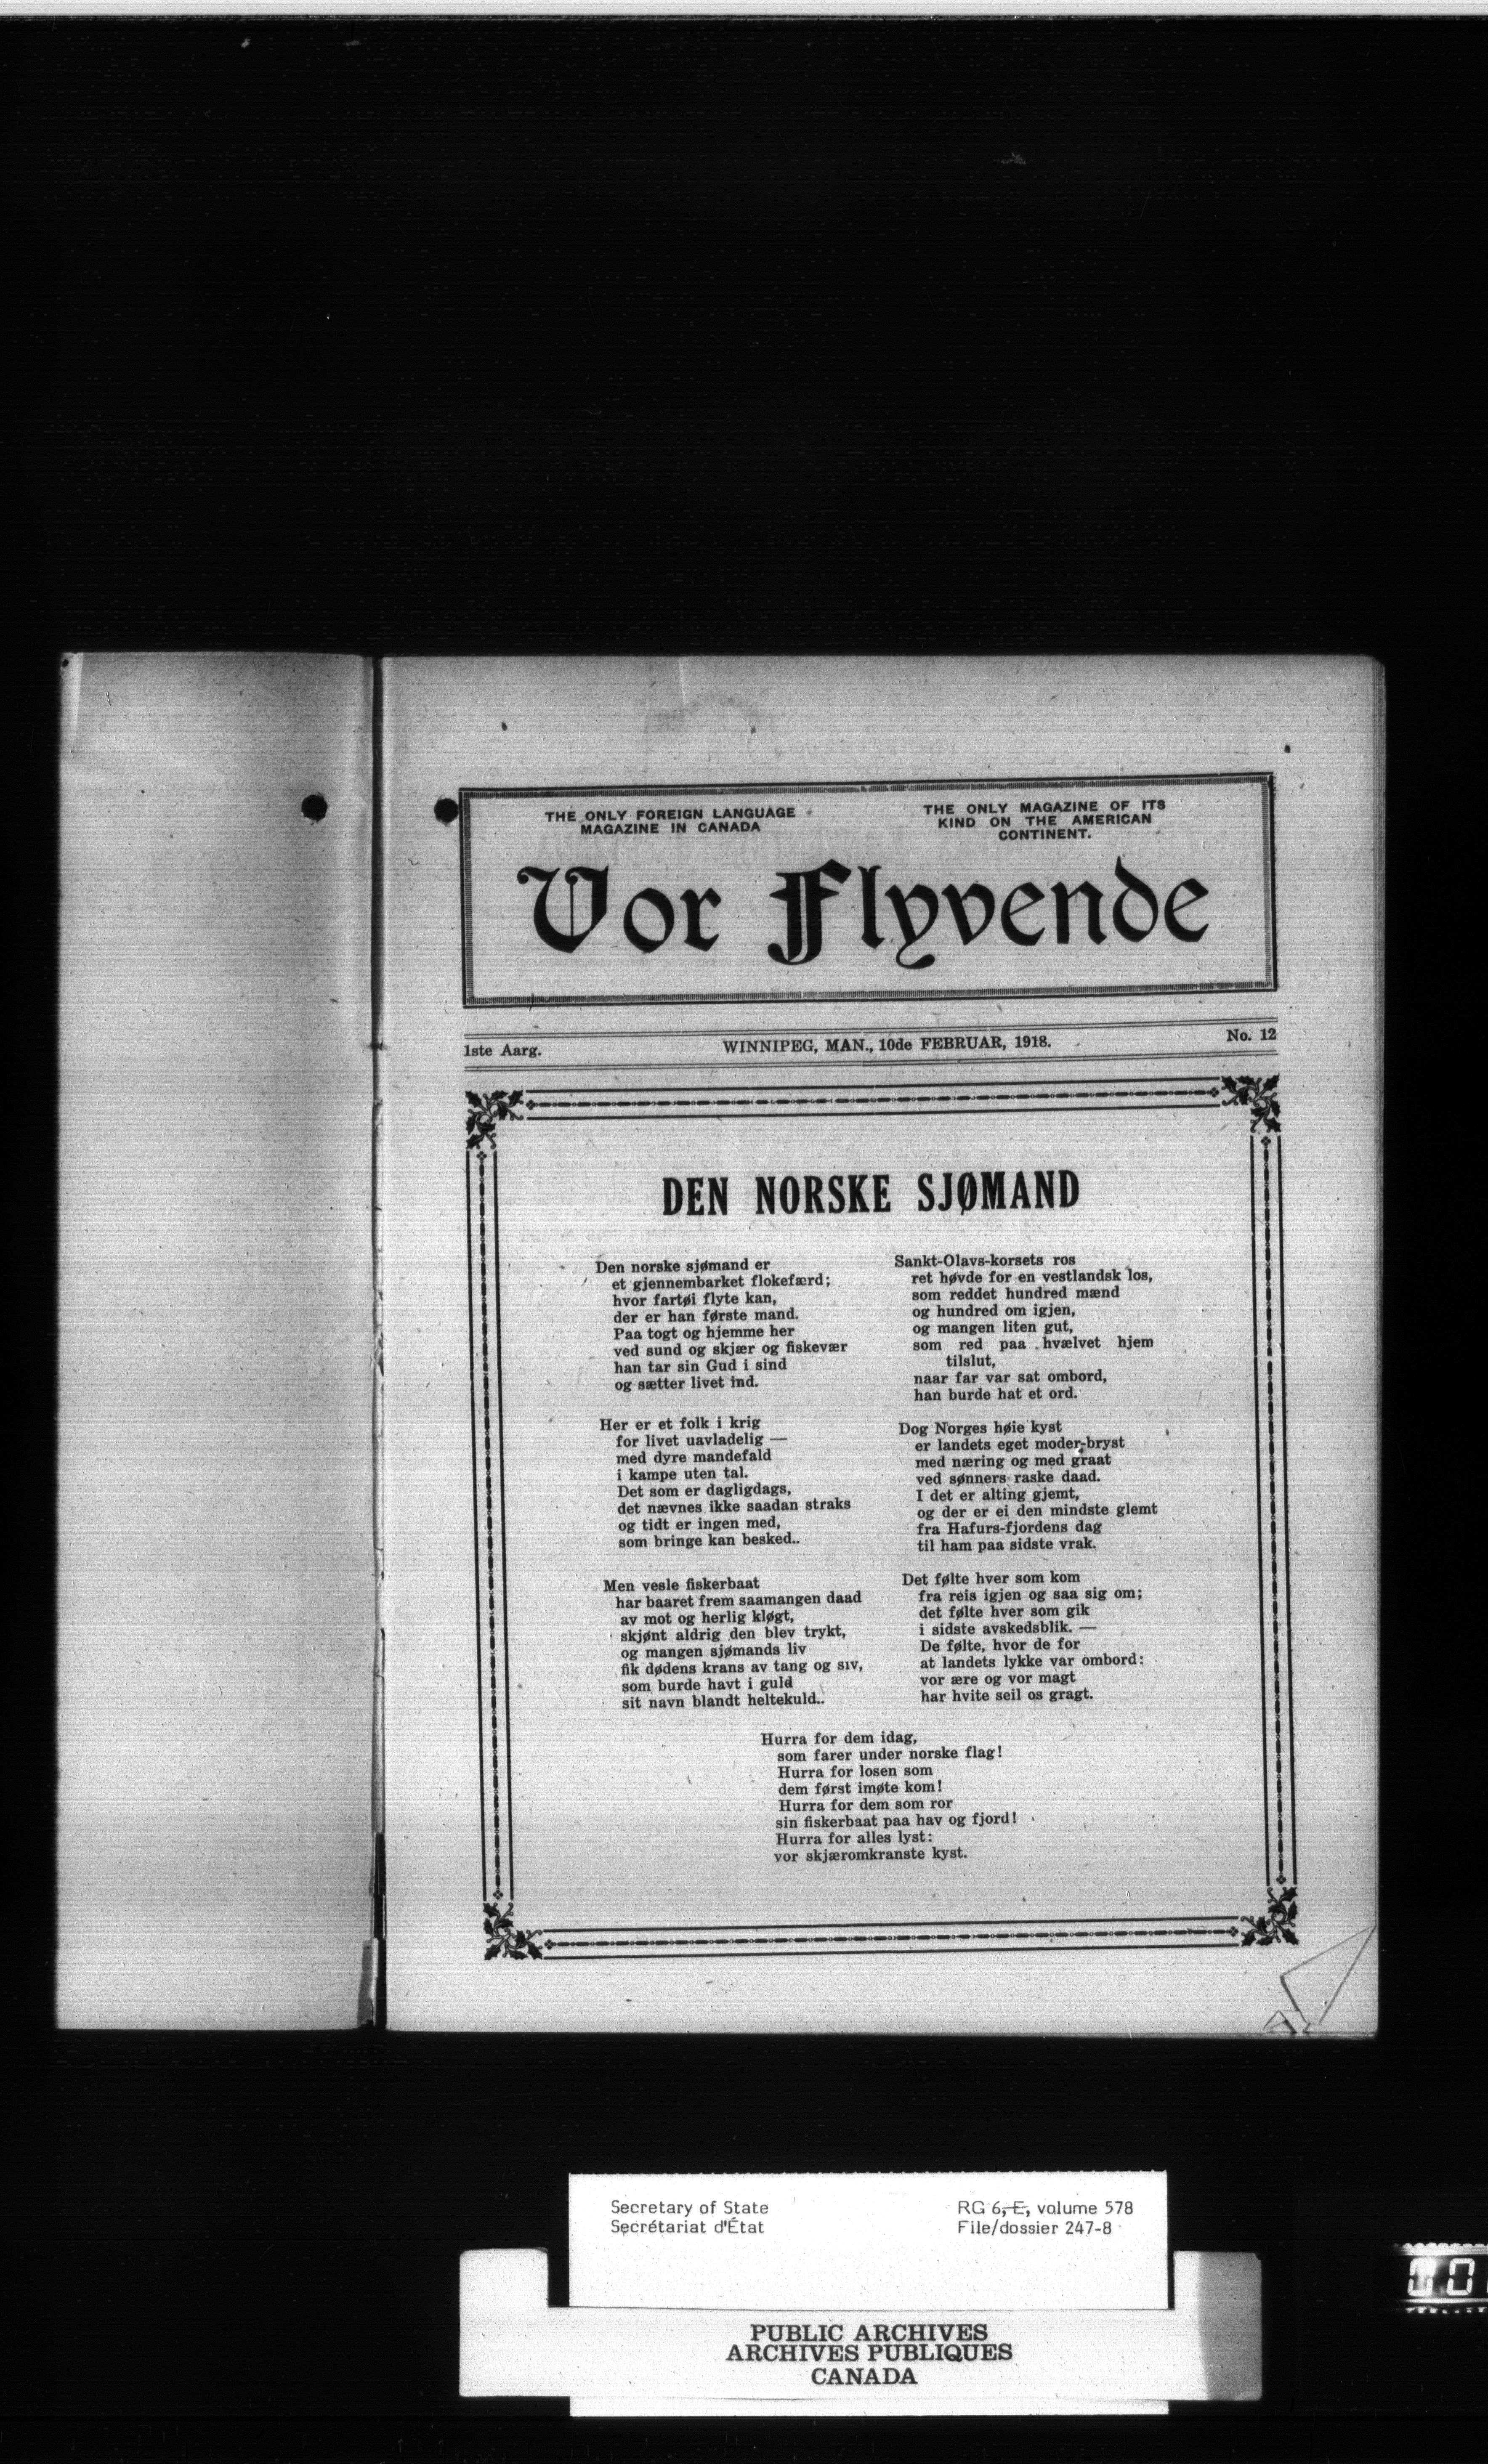 THE ONLY FOREIGN LANGUAGE
MAGAZINE IN CANADA
THE ONLY MAGAZINE OF ITS
KIND ON THE AMERICAN
CONTINENT.
Vor Flyvende
1ste Aarg.
WINNIPEG, MAN., 10de FEBRUAR, 1918.
No. 12
DEN NORSKE SJØMAND
Den norske sjømand er
et gjennembarket flokefærd;
hvor fartøi flyte kan,
der er han første mand.
Paa togt og hjemme her
ved sund og skjær og fiskevær
han tar sin Gud i sind
og sætter livet ind.
Her er et folk i krig
for livet uavladelig —
med dyre mandefald
i kampe uten tal.
Det som er dagligdags,
det nævnes ikke saadan straks
og tidt er ingen med,
som bringe kan besked..
Men vesle fiskerbaat
har baaret frem saamangen daad
av mot og herlig kløgt,
skjønt aldrig den blev trykt,
og mangen sjømands liv
fik dødens krans av tang og siv,
som burde havt i guld
sit navn blandt heltekuld..
Sankt-Olavs-korsets ros
ret høvde for en vestlandsk los,
som reddet hundred mænd
og hundred om igjen,
og mangen liten gut,
som red paa hvælvet hjem
tilslut,
naar far var sat ombord,
han burde hat et ord.
Dog Norges høie kyst
er landets eget moder-bryst
med næring og med graat
ved sønners raske daad.
I det er alting gjemt,
og der er ei den mindste glemt
fra Hafurs-fjordens dag
til ham paa sidste vrak.
Det følte hver som kom
fra reis igjen og saa sig om;
det følte hver som gik
i sidste avskedsblik. —
De følte, hvor de for
at landets lykke var ombord:
vor ære og vor magt
har hvite seil os gragt.
Hurra for dem idag,
som farer under norske flag!
Hurra for losen som
dem først imøte kom!
Hurra for dem som ror
sin fiskerbaat paa hav og fjord!
Hurra for alles lyst:
vor skjæromkranste kyst.
Secretary of State
Secrétariat d'État
RG 6, E, volume 578
File/dossier 247-8
PUBLIC ARCHIVES
ARCHIVES PUBLIQUES
CANADA